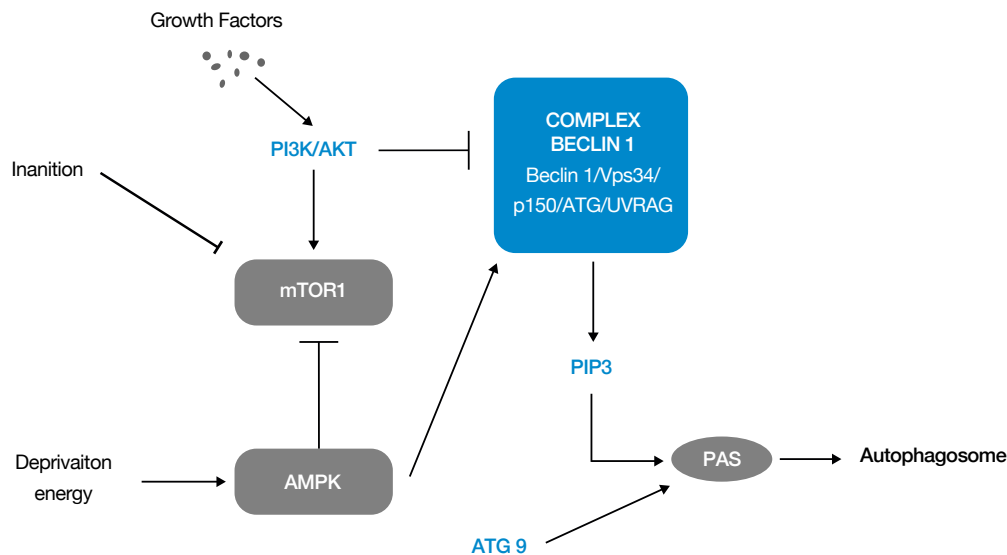 Growth Factors
PI3K/AKT
Inanition
COMPLEX
BECLIN 1
Beclin 1/Vps34/
p150/ATG/UVRAG
mTOR1
PIP3
Deprivaiton
energy
AMPK
PAS
Autophagosome
ATG 9